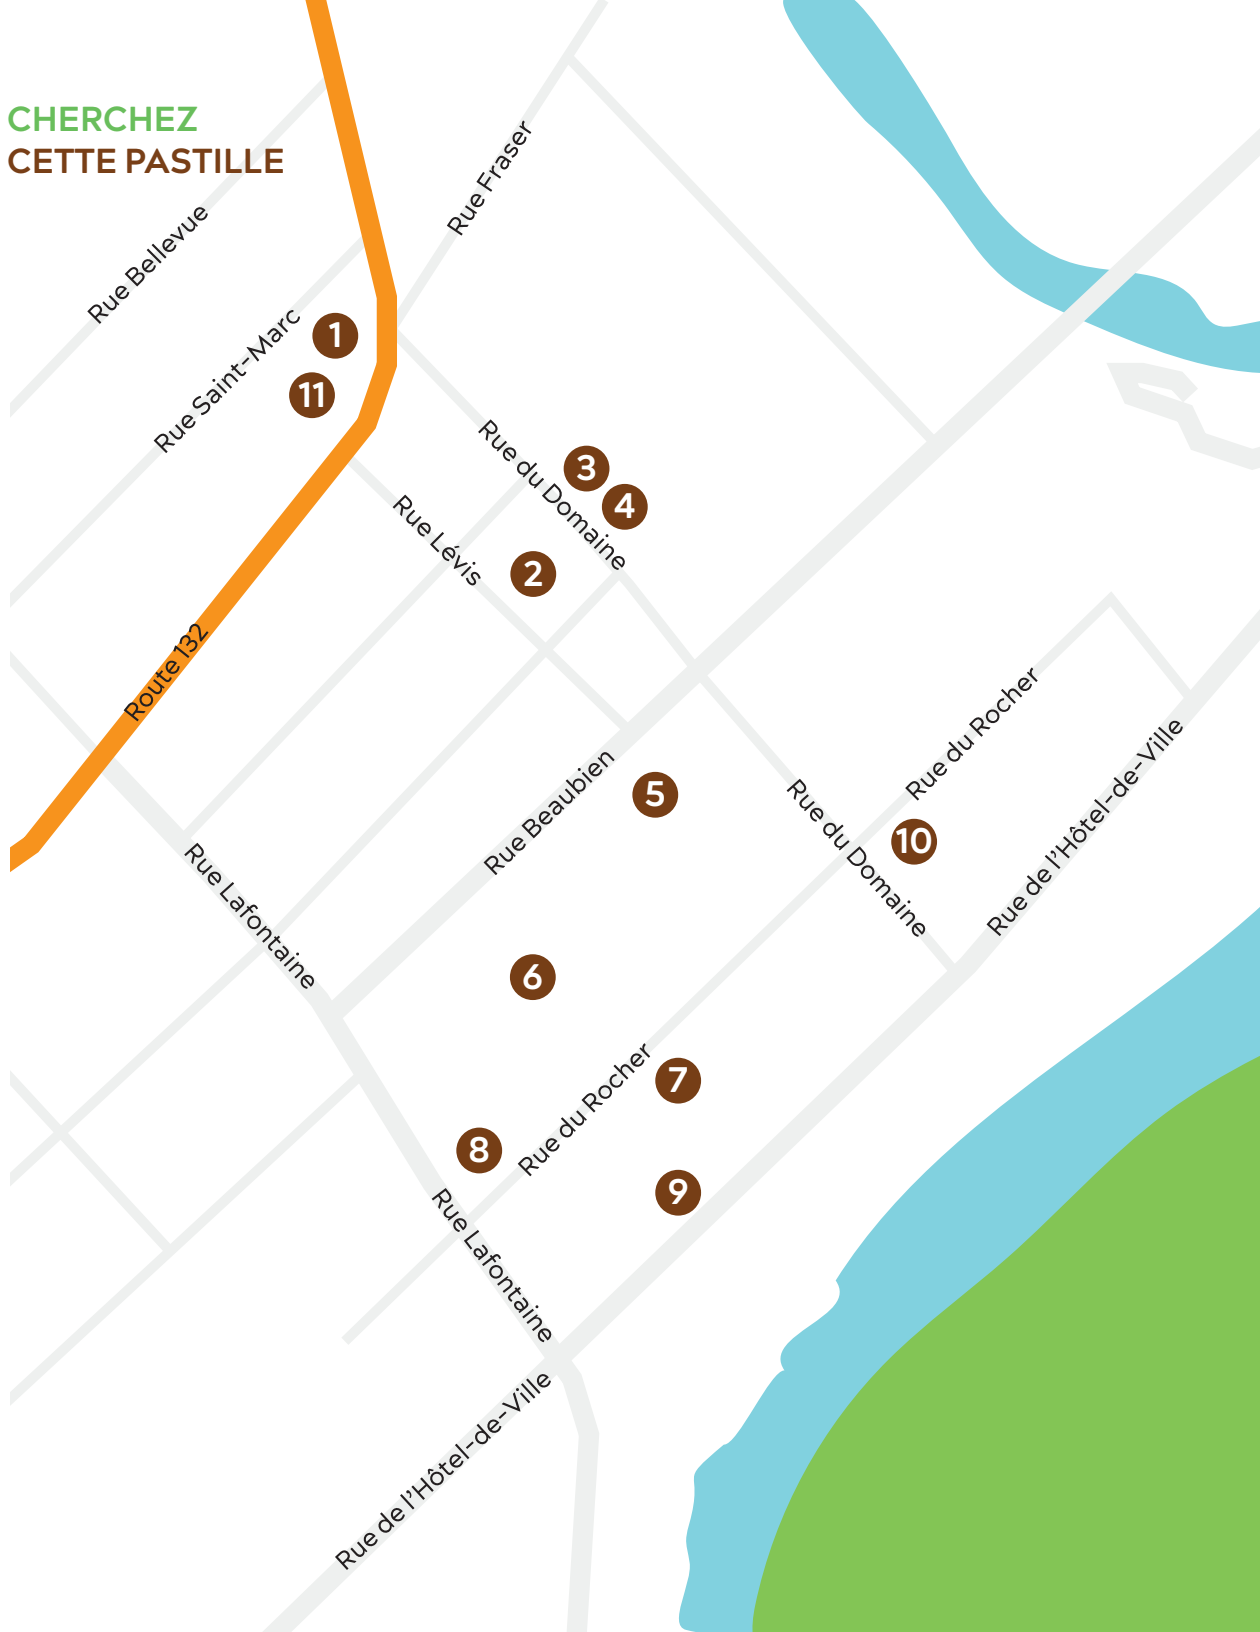 CHERCHEZ
CETTE PASTILLE
Rue Fraser
Rue Bellevue
Rue Saint-Marc
1
11
Rue du Domaine
3
4
Rue Lévis
2
Route 132
Rue du Rocher
Rue de l'Hôtel-de-Ville
Rue Beaubien
5
Rue du Domaine
10
Rue Lafontaine
6
Rue du Rocher
7
8
9
Rue Lafontaine
Rue de l'Hôtel-de-Ville